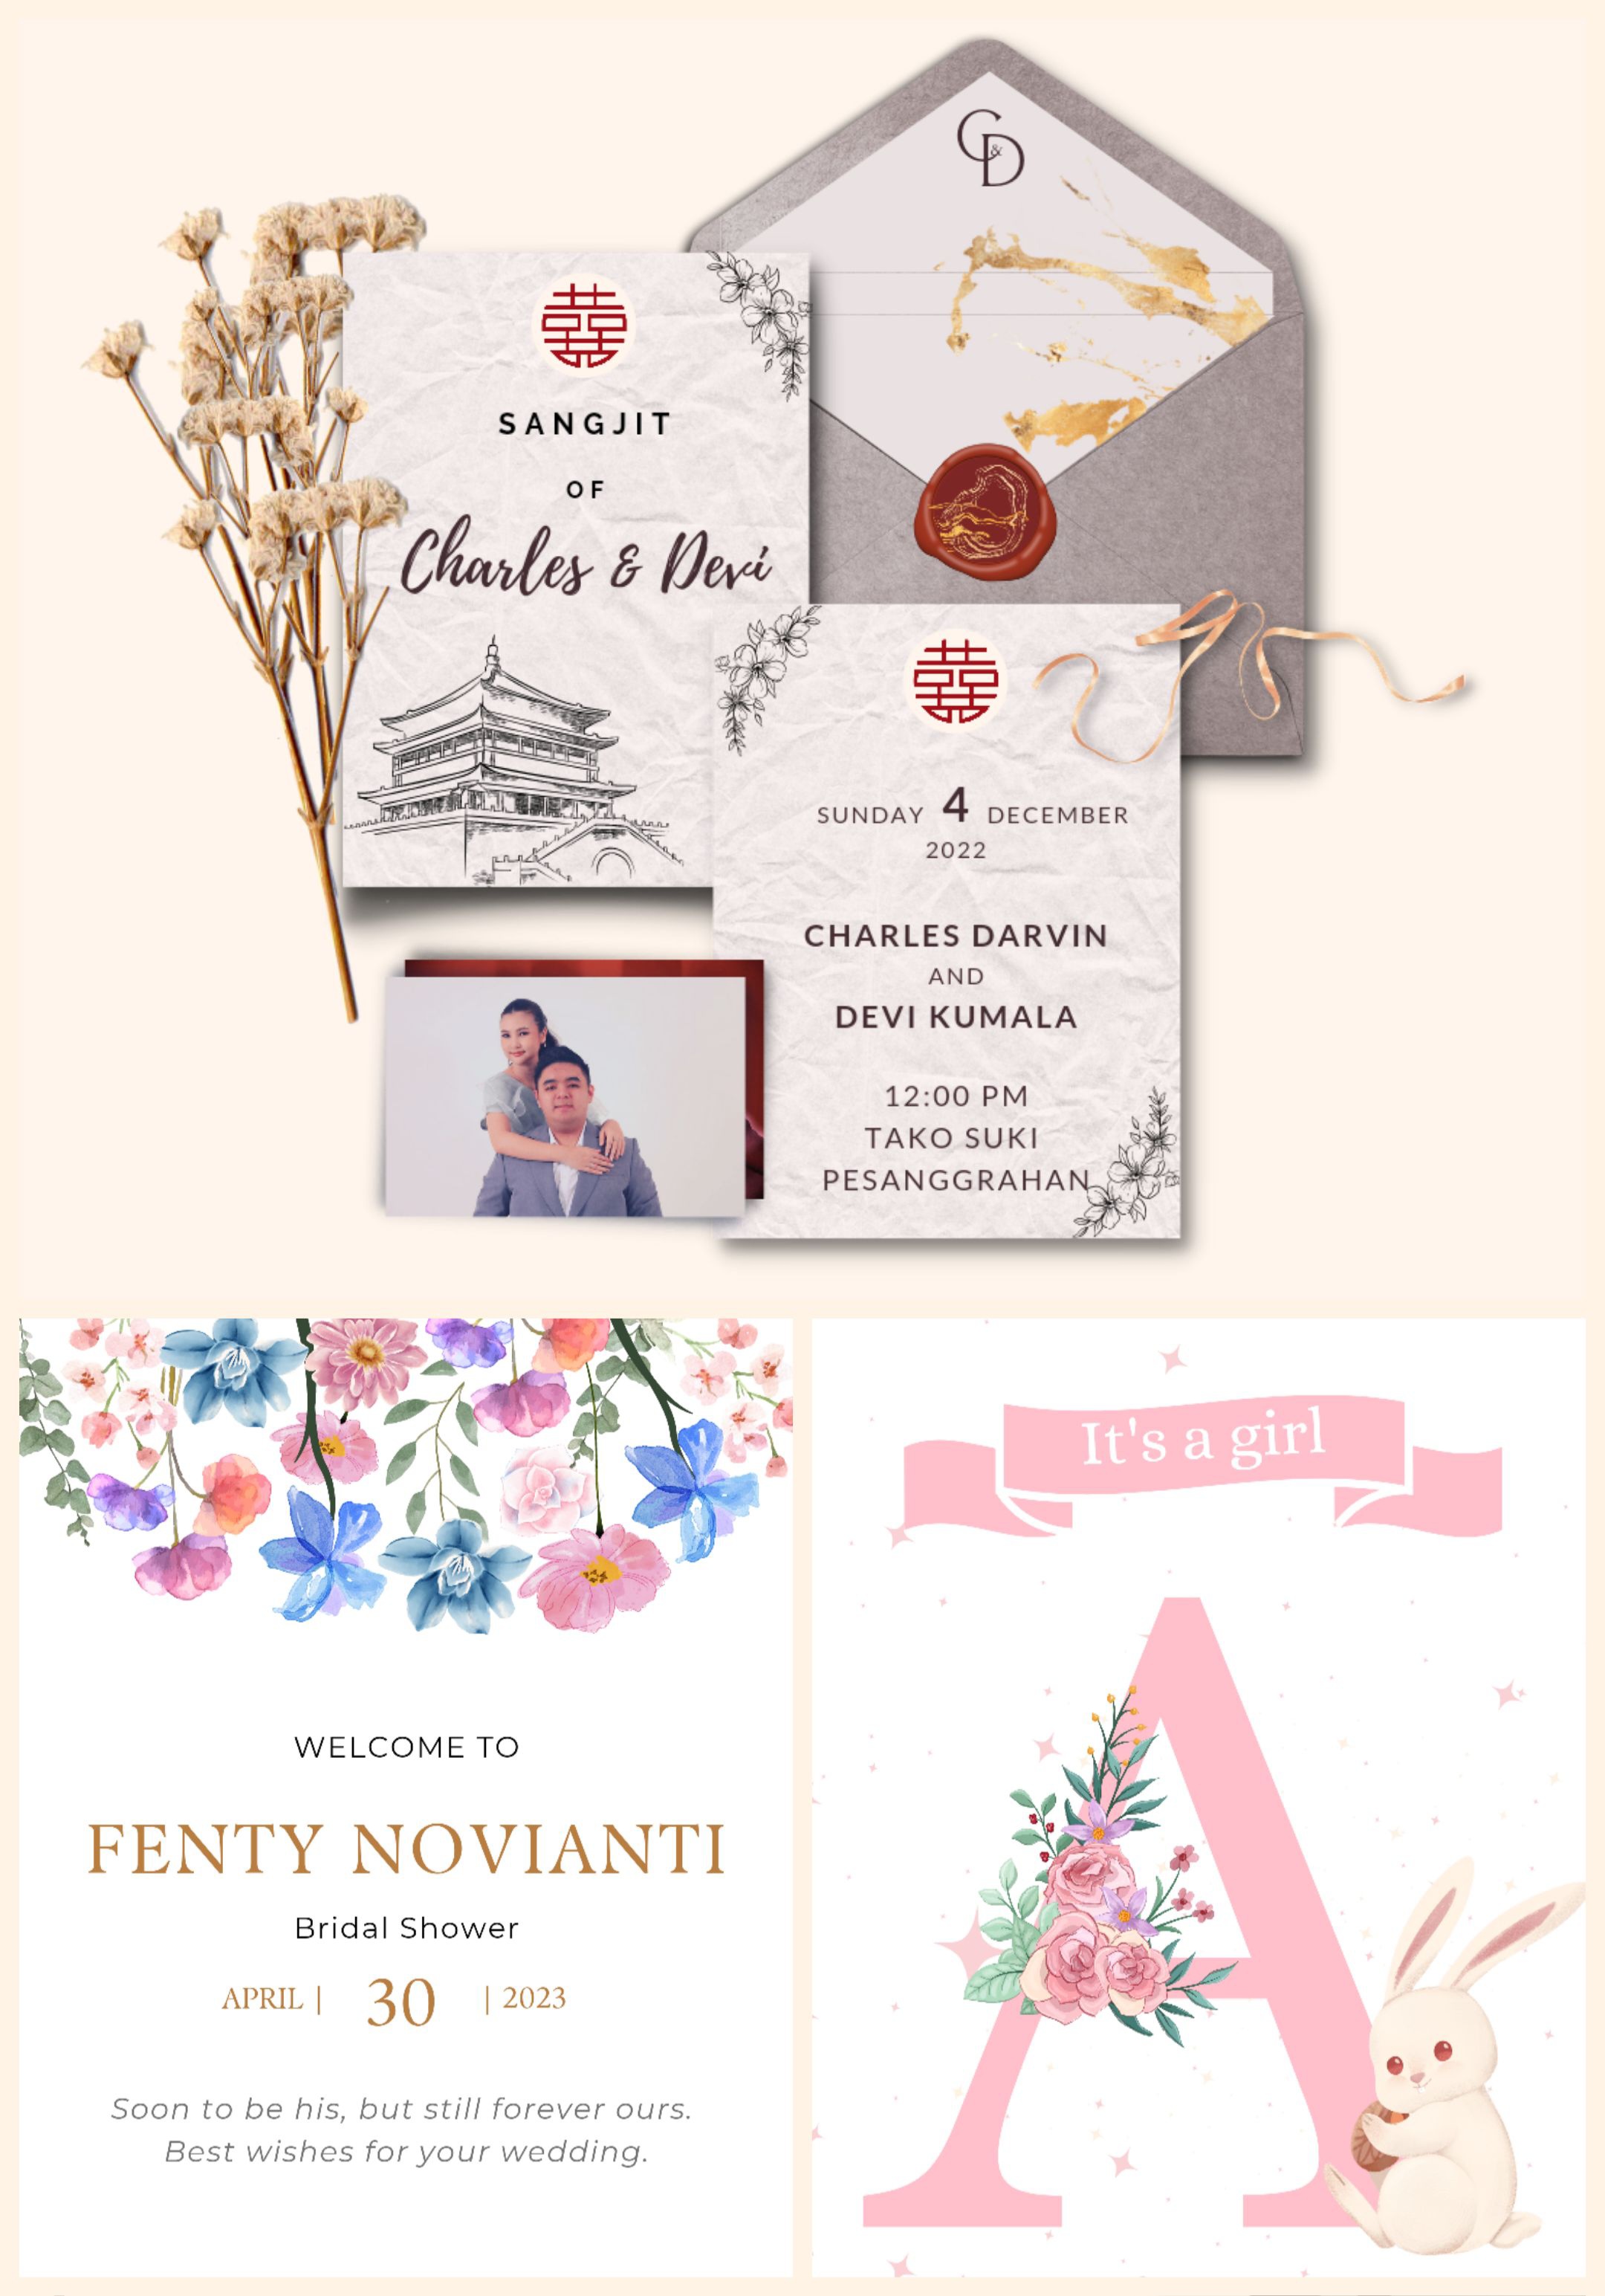 C&D
囍
SANGJIT
OF
Charles & Devi
囍
SUNDAY 4 DECEMBER
2022
CHARLES DARVIN
AND
DEVI KUMALA
12:00 PM
TAKO SUKI
PESANGGRAHAN
WELCOME TO
FENTY NOVIANTI
Bridal Shower
APRIL | 30 | 2023
Soon to be his, but still forever ours.
Best wishes for your wedding.
It's a girl
A